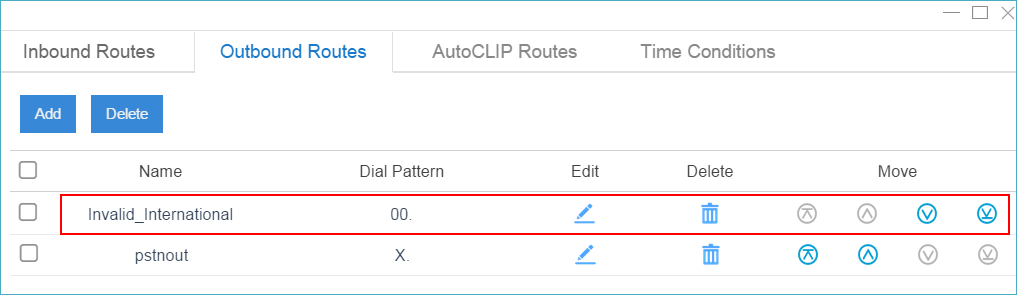 Inbound Routes Outbound Routes AutoCLIP Routes Time Conditions
Add Delete
Name Dial Pattern Edit Delete Move
Invalid_International 00.
pstnout X.